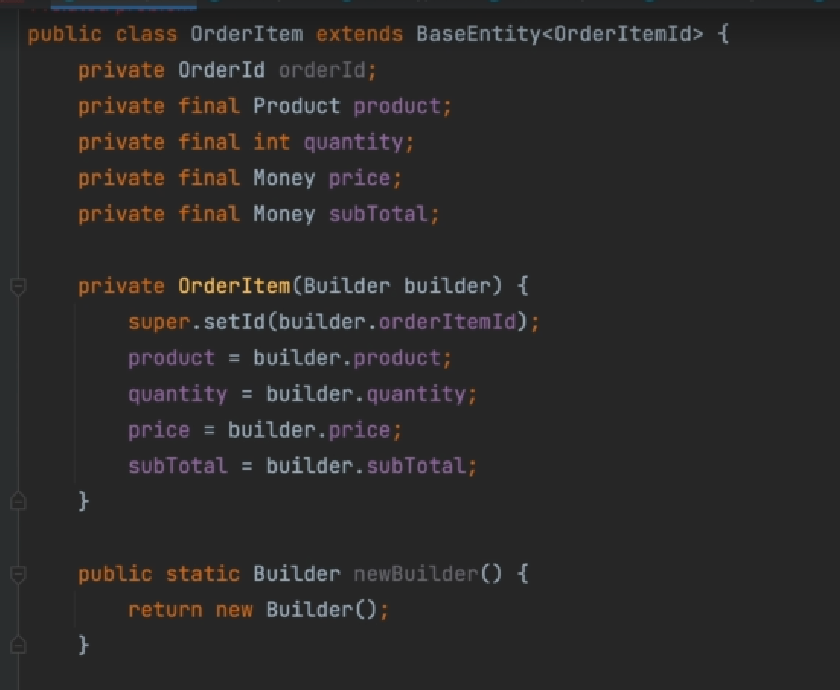 public class OrderItem extends BaseEntity<OrderItemId> {
    private OrderId orderId;
    private final Product product;
    private final int quantity;
    private final Money price;
    private final Money subTotal;

    private OrderItem(Builder builder) {
        super.setId(builder.orderItemId);
        product = builder.product;
        quantity = builder.quantity;
        price = builder.price;
        subTotal = builder.subTotal;
    }

    public static Builder newBuilder() {
        return new Builder();
    }